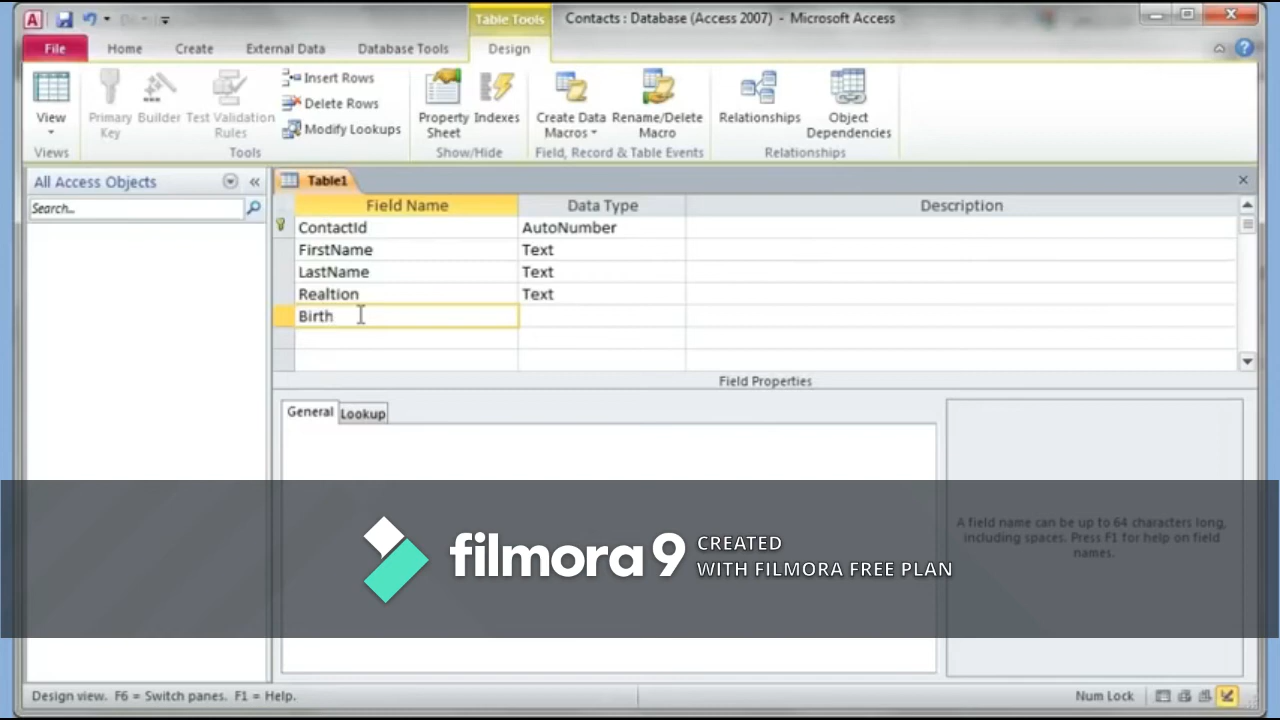 Table Tools
Contacts : Database (Access 2007) - Microsoft Access
File Home Create External Data Database Tools Design
View
Views
Primary Key
Builder
Test Validation Rules
Insert Rows
Delete Rows
Modify Lookups
Tools
Property Sheet
Indexes
Show/Hide
Create Data Macros
Rename/Delete Macro
Field, Record & Table Events
Relationships
Object Dependencies
Relationships
All Access Objects
Search..
Table1
Field Name Data Type Description
ContactId AutoNumber
FirstName Text
LastName Text
Realtion Text
Birth
Field Properties
General Lookup
A field name can be up to 64 characters long,
including spaces. Press F1 for help on field
names.
filmora 9
CREATED
WITH FILMORA FREE PLAN
Design view. F6 = Switch panes. F1 = Help.
Num Lock